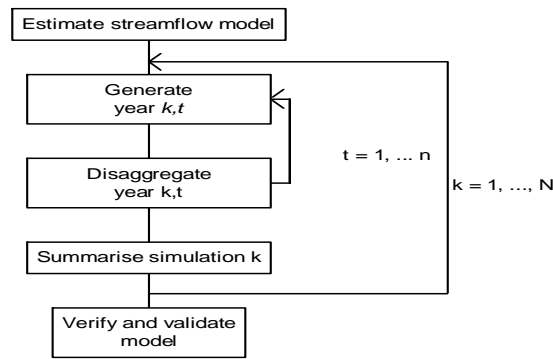 Estimate streamflow model
Generate
year k,t
Disaggregate
year k,t
t = 1, ... n
k = 1, ..., N
Summarise simulation k
Verify and validate
model